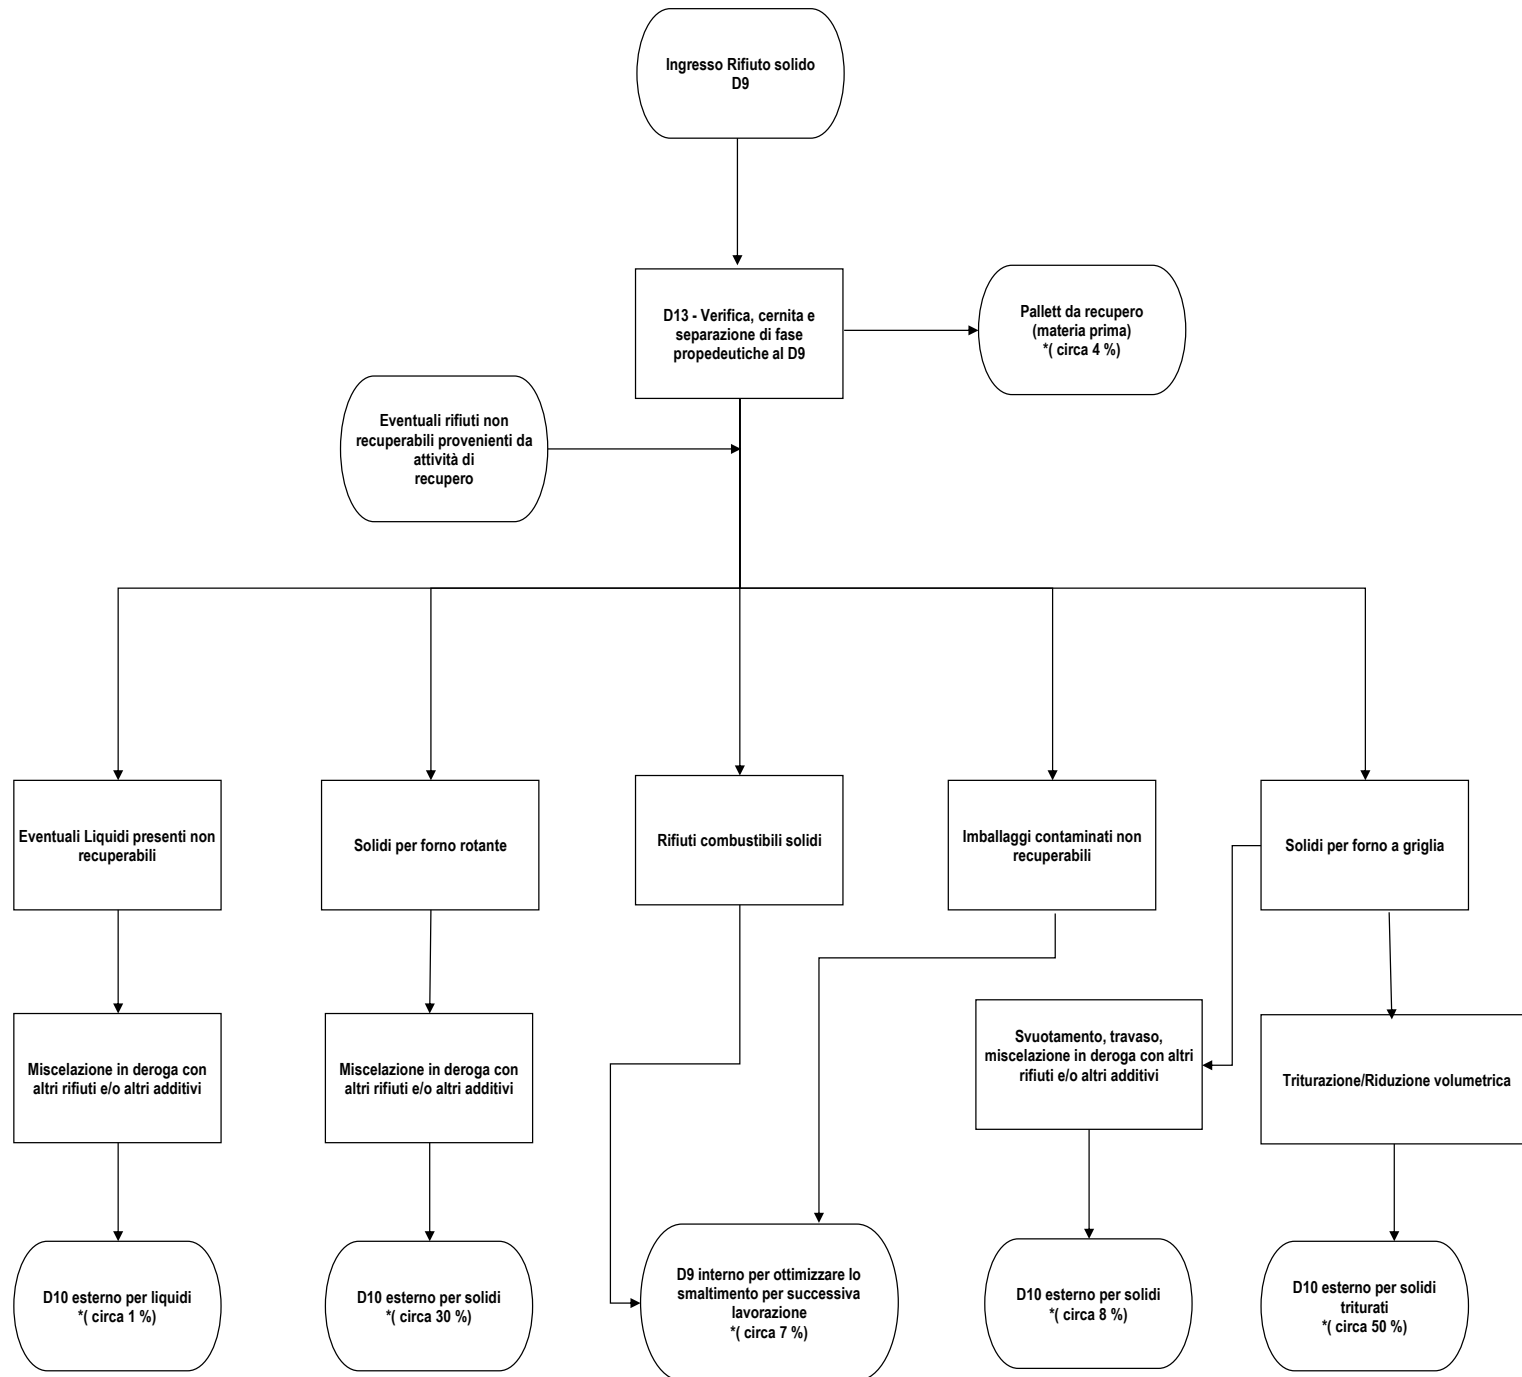 Ingresso Rifiuto solido
D9
D13 - Verifica, cernita e
separazione di fase
propedeutiche al D9
Pallett da recupero
(materia prima)
*( circa 4 %)
Eventuali rifiuti non
recuperabili provenienti da
attività di
recupero
Eventuali Liquidi presenti non
recuperabili
Solidi per forno rotante
Rifiuti combustibili solidi
Imballaggi contaminati non
recuperabili
Solidi per forno a griglia
Miscelazione in deroga con
altri rifiuti e/o altri additivi
Miscelazione in deroga con
altri rifiuti e/o altri additivi
Svuotamento, travaso,
miscelazione in deroga con altri
rifiuti e/o altri additivi
Triturazione/Riduzione volumetrica
D10 esterno per liquidi
*( circa 1 %)
D10 esterno per solidi
*( circa 30 %)
D9 interno per ottimizzare lo
smaltimento per successiva
lavorazione
*( circa 7 %)
D10 esterno per solidi
*( circa 8 %)
D10 esterno per solidi
triturati
*( circa 50 %)